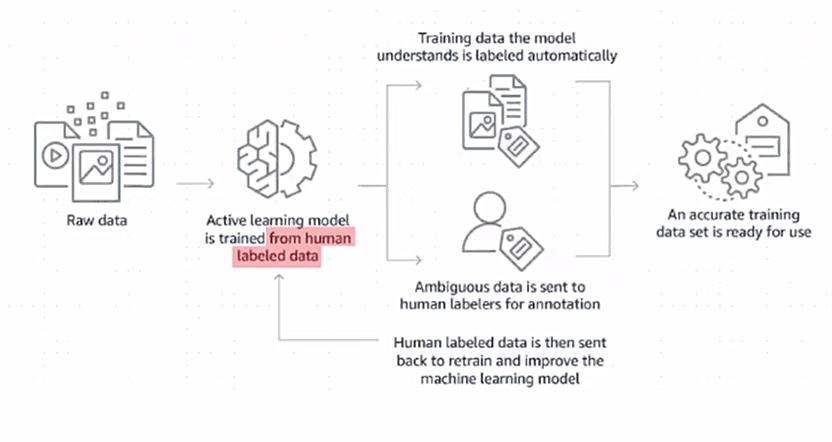 Training data the model
understands is labeled automatically
Raw data
Active learning model
is trained from human
labeled data
Ambiguous data is sent to
human labelers for annotation
An accurate training
data set is ready for use
Human labeled data is then sent
back to retrain and improve the
machine learning model